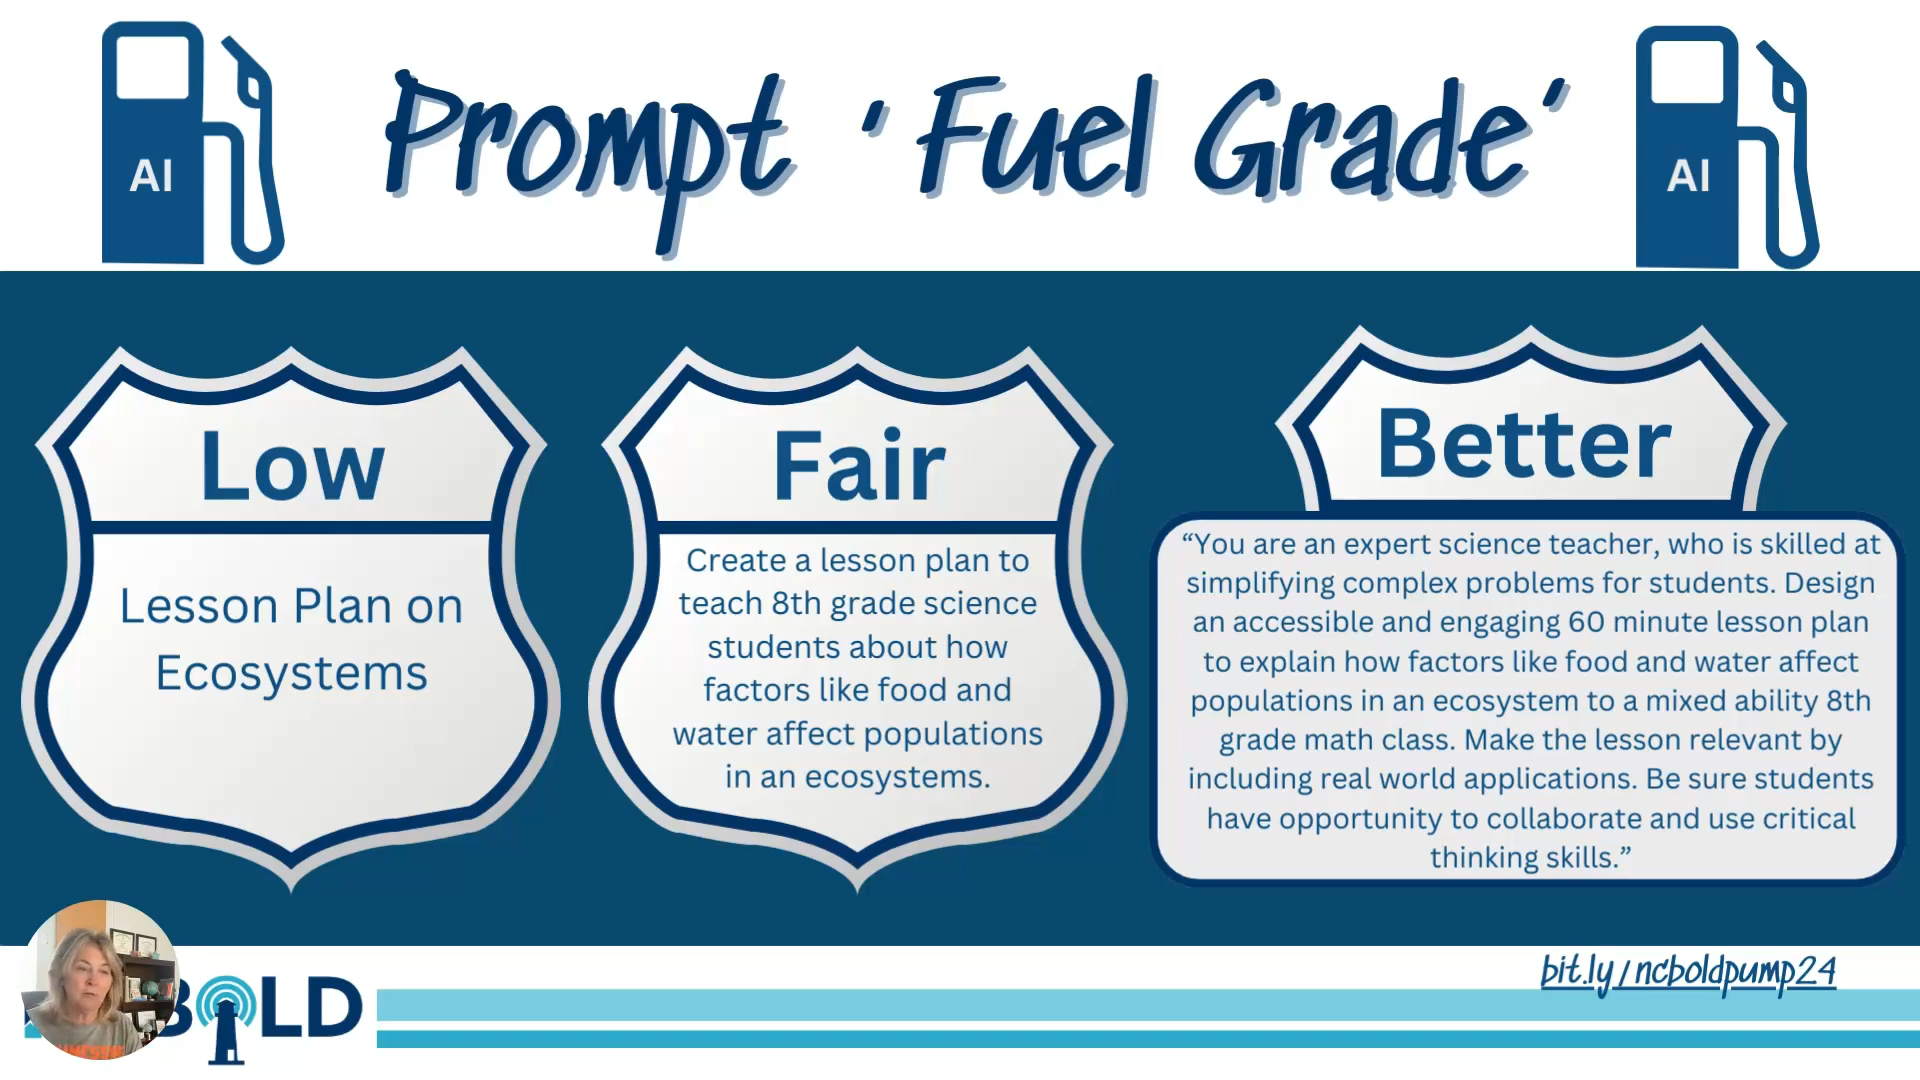 AI
Prompt 'Fuel Grade'
AI
Low
Lesson Plan on
Ecosystems
Fair
Create a lesson plan to
teach 8th grade science
students about how
factors like food and
water affect populations
in an ecosystems.
Better
“You are an expert science teacher, who is skilled at
simplifying complex problems for students. Design
an accessible and engaging 60 minute lesson plan
to explain how factors like food and water affect
populations in an ecosystem to a mixed ability 8th
grade math class. Make the lesson relevant by
including real world applications. Be sure students
have opportunity to collaborate and use critical
thinking skills.”
bit.ly/ncboldpump24
BOLD